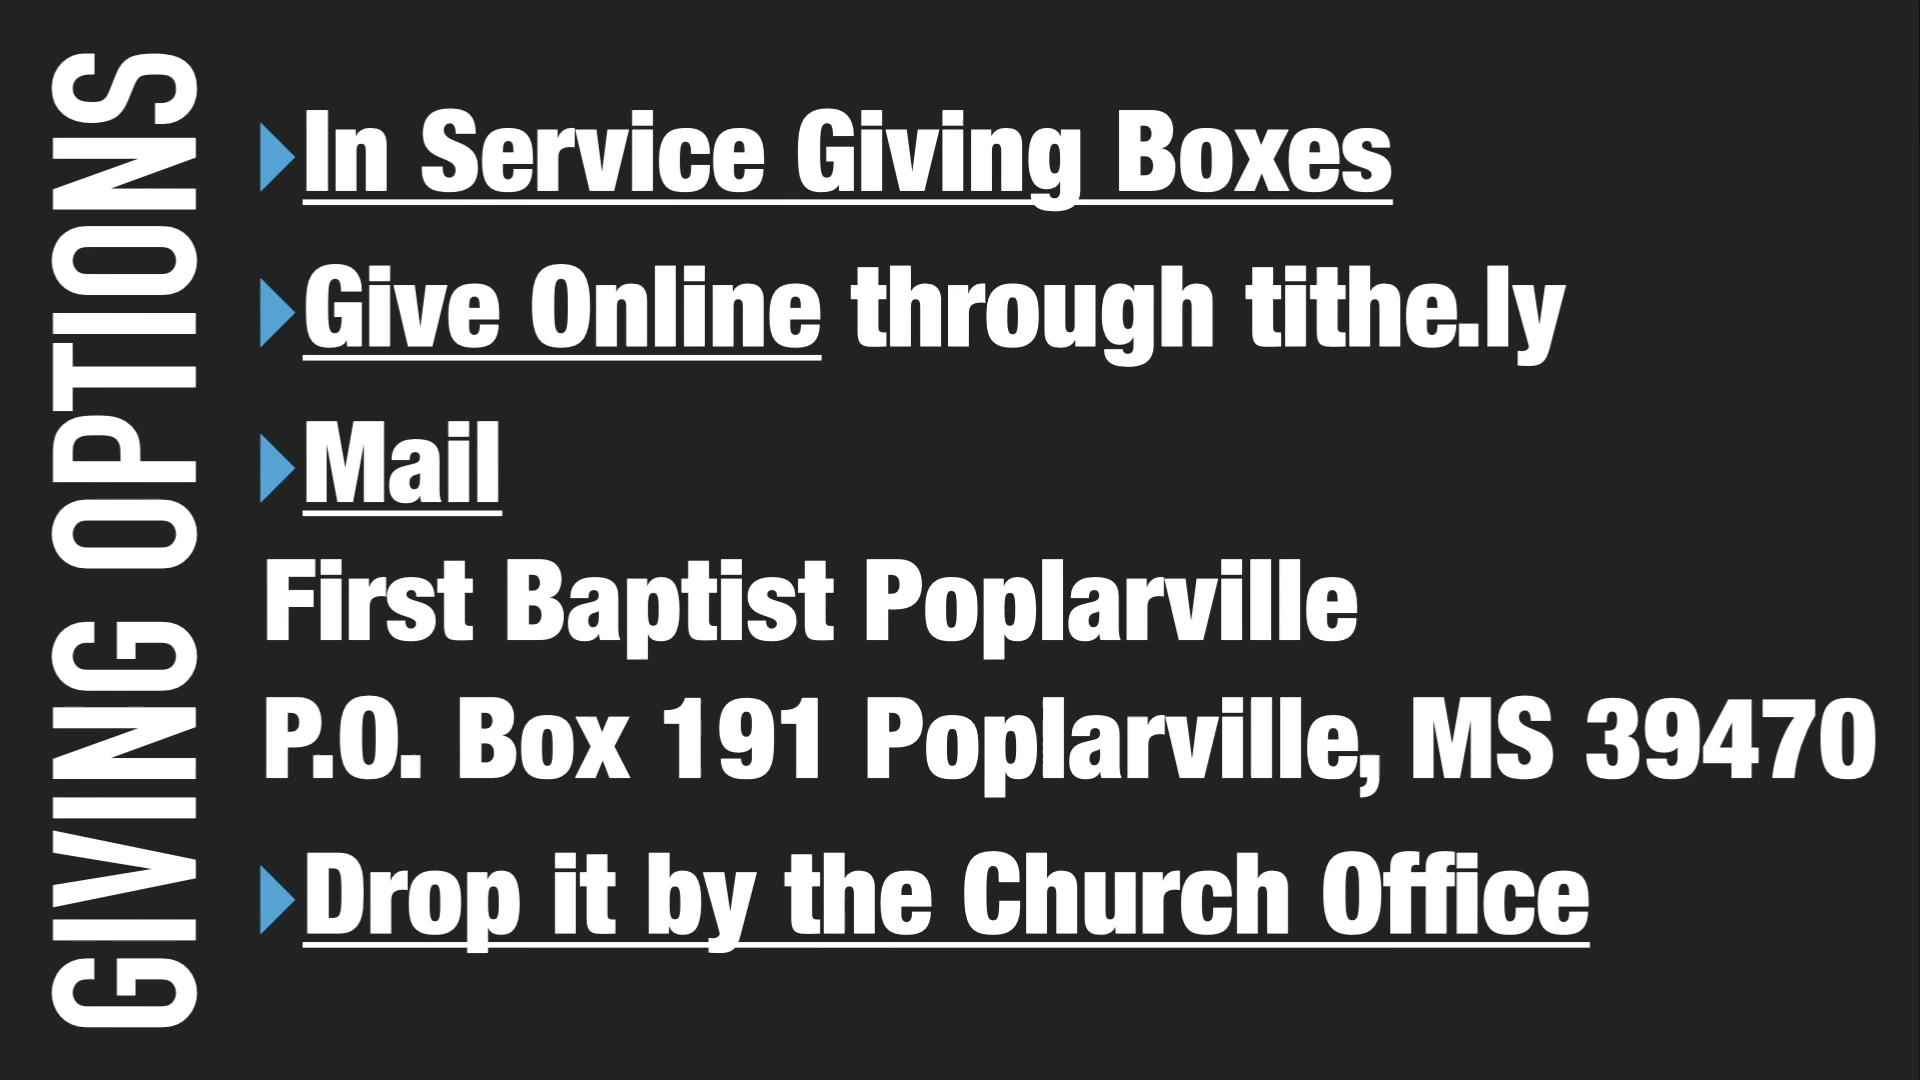 GIVING OPTIONS
In Service Giving Boxes
Give Online through tithe.ly
Mail
First Baptist Poplarville
P.O. Box 191 Poplarville, MS 39470
Drop it by the Church Office